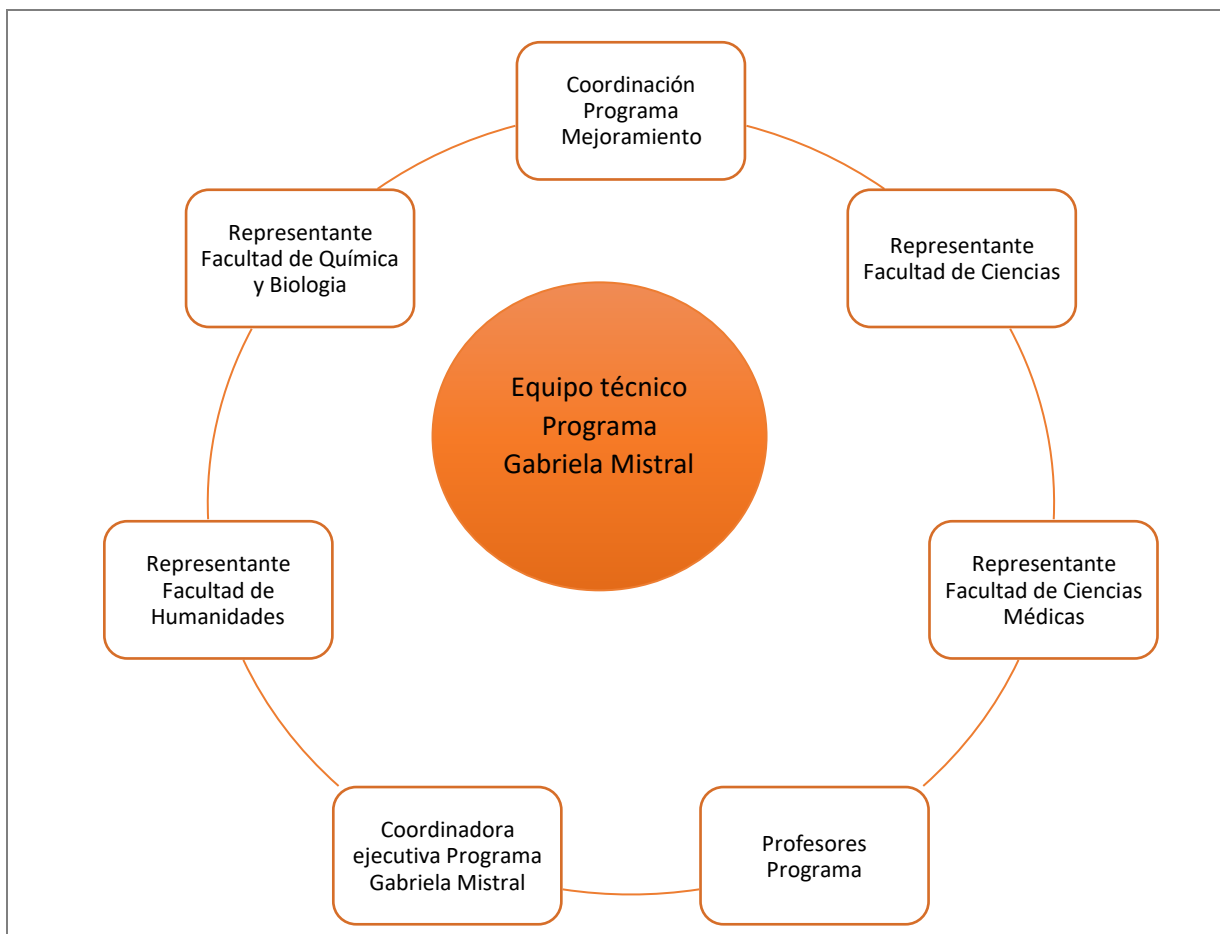 Coordinación
Programa
Mejoramiento
Representante
Facultad de Química
y Biologia
Representante
Facultad de Ciencias
Equipo técnico
Programa
Gabriela Mistral
Representante
Facultad de
Humanidades
Representante
Facultad de Ciencias
Médicas
Coordinadora
ejecutiva Programa
Gabriela Mistral
Profesores
Programa